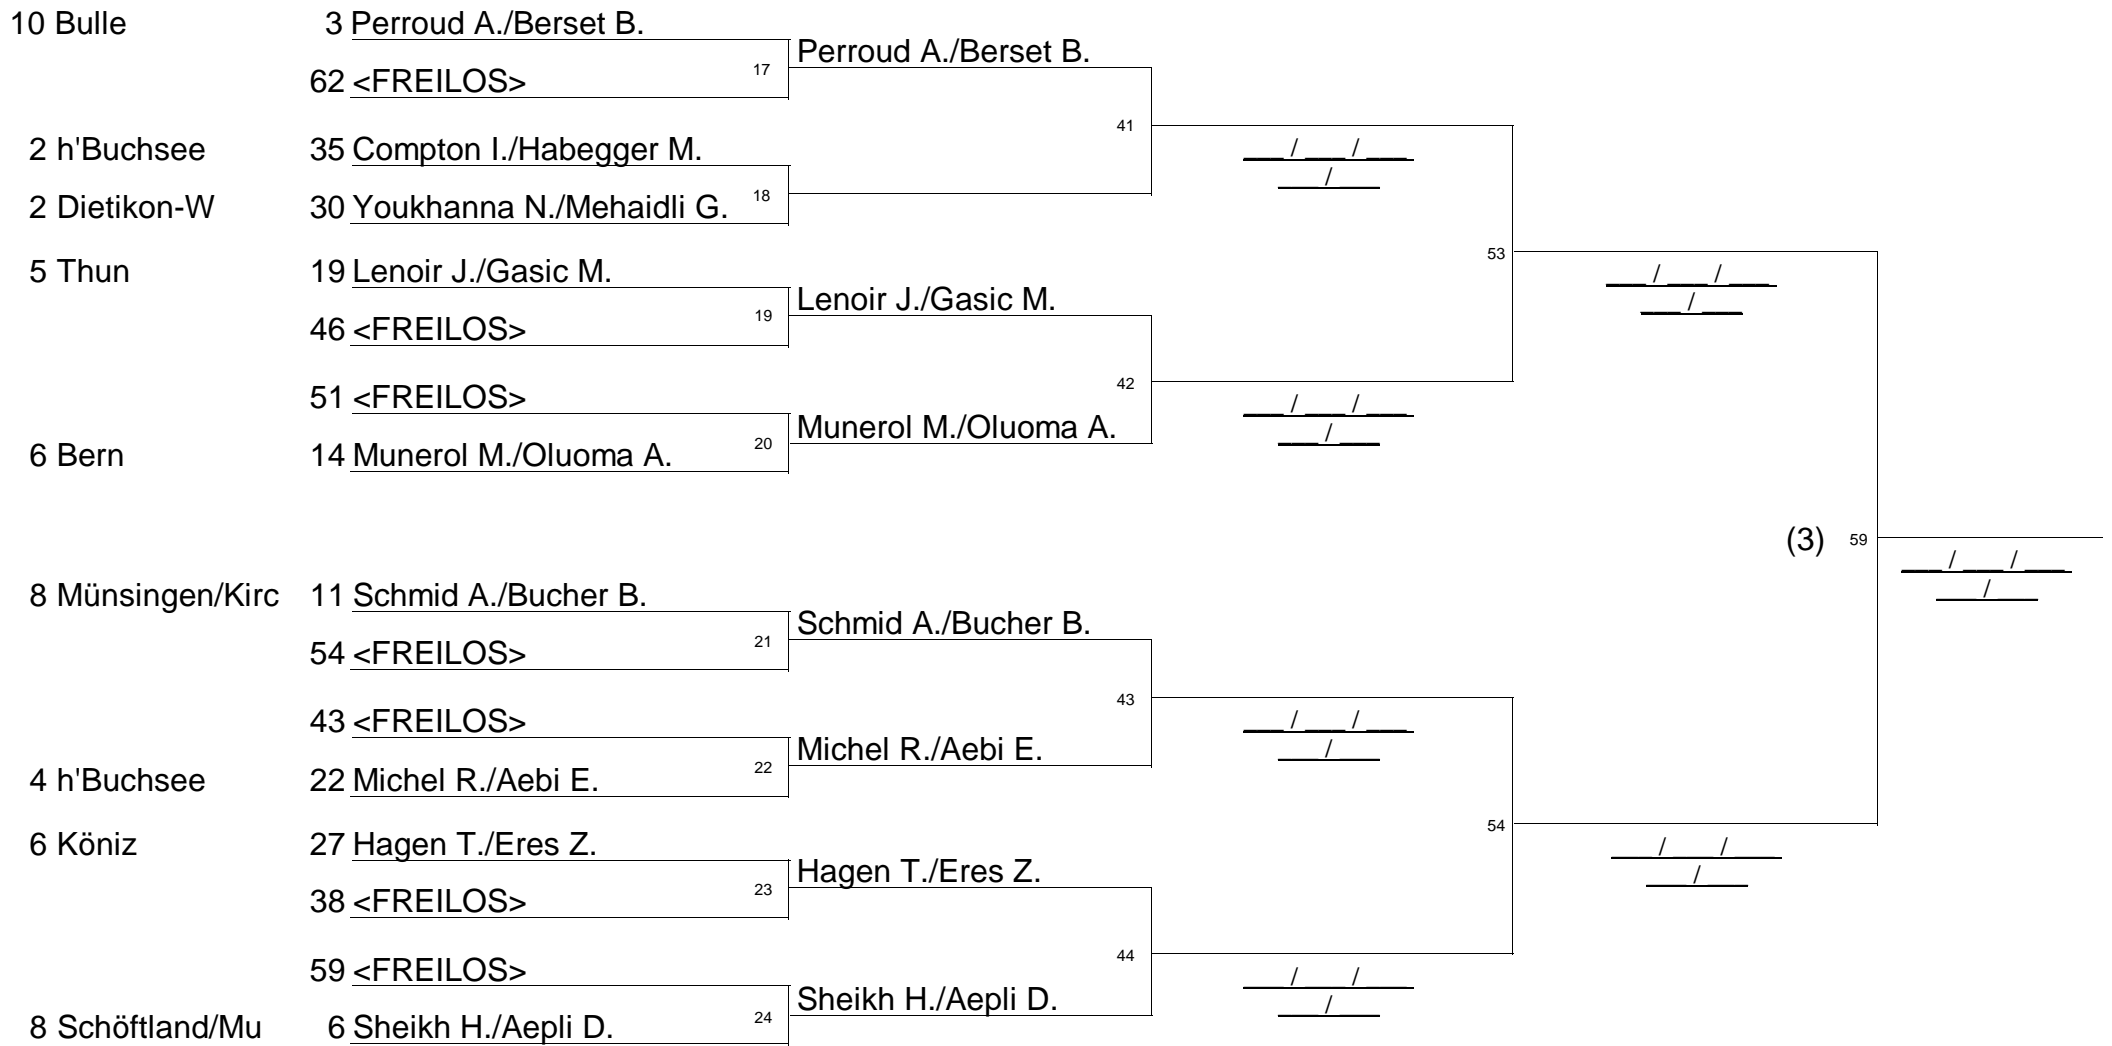 10 Bulle 3 Perroud A./Berset B.
Perroud A./Berset B.
62 <FREILOS> 17
41
2 h'Buchsee 35 Compton I./Habegger M.
___ / ___ / ___
___ / ___
2 Dietikon-W 30 Youkhanna N./Mehaidli G. 18
53
5 Thun 19 Lenoir J./Gasic M.
___ / ___ / ___
___ / ___
Lenoir J./Gasic M.
46 <FREILOS> 19
42
51 <FREILOS>
___ / ___ / ___
___ / ___
Munerol M./Oluoma A.
6 Bern 14 Munerol M./Oluoma A. 20
(3) 59
___ / ___ / ___
___ / ___
8 Münsingen/Kirc 11 Schmid A./Bucher B.
Schmid A./Bucher B.
54 <FREILOS> 21
43
43 <FREILOS>
___ / ___ / ___
___ / ___
Michel R./Aebi E.
4 h'Buchsee 22 Michel R./Aebi E. 22
54
6 Köniz 27 Hagen T./Eres Z.
___ / ___ / ___
___ / ___
Hagen T./Eres Z.
38 <FREILOS> 23
44
59 <FREILOS>
___ / ___ / ___
___ / ___
Sheikh H./Aepli D.
8 Schöftland/Mu 6 Sheikh H./Aepli D. 24